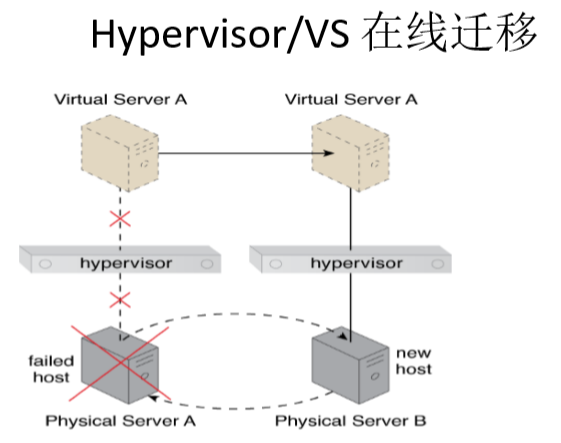 Hypervisor/VS 在线迁移
Virtual Server A
Virtual Server A
hypervisor
hypervisor
failed
host
new
host
Physical Server A
Physical Server B